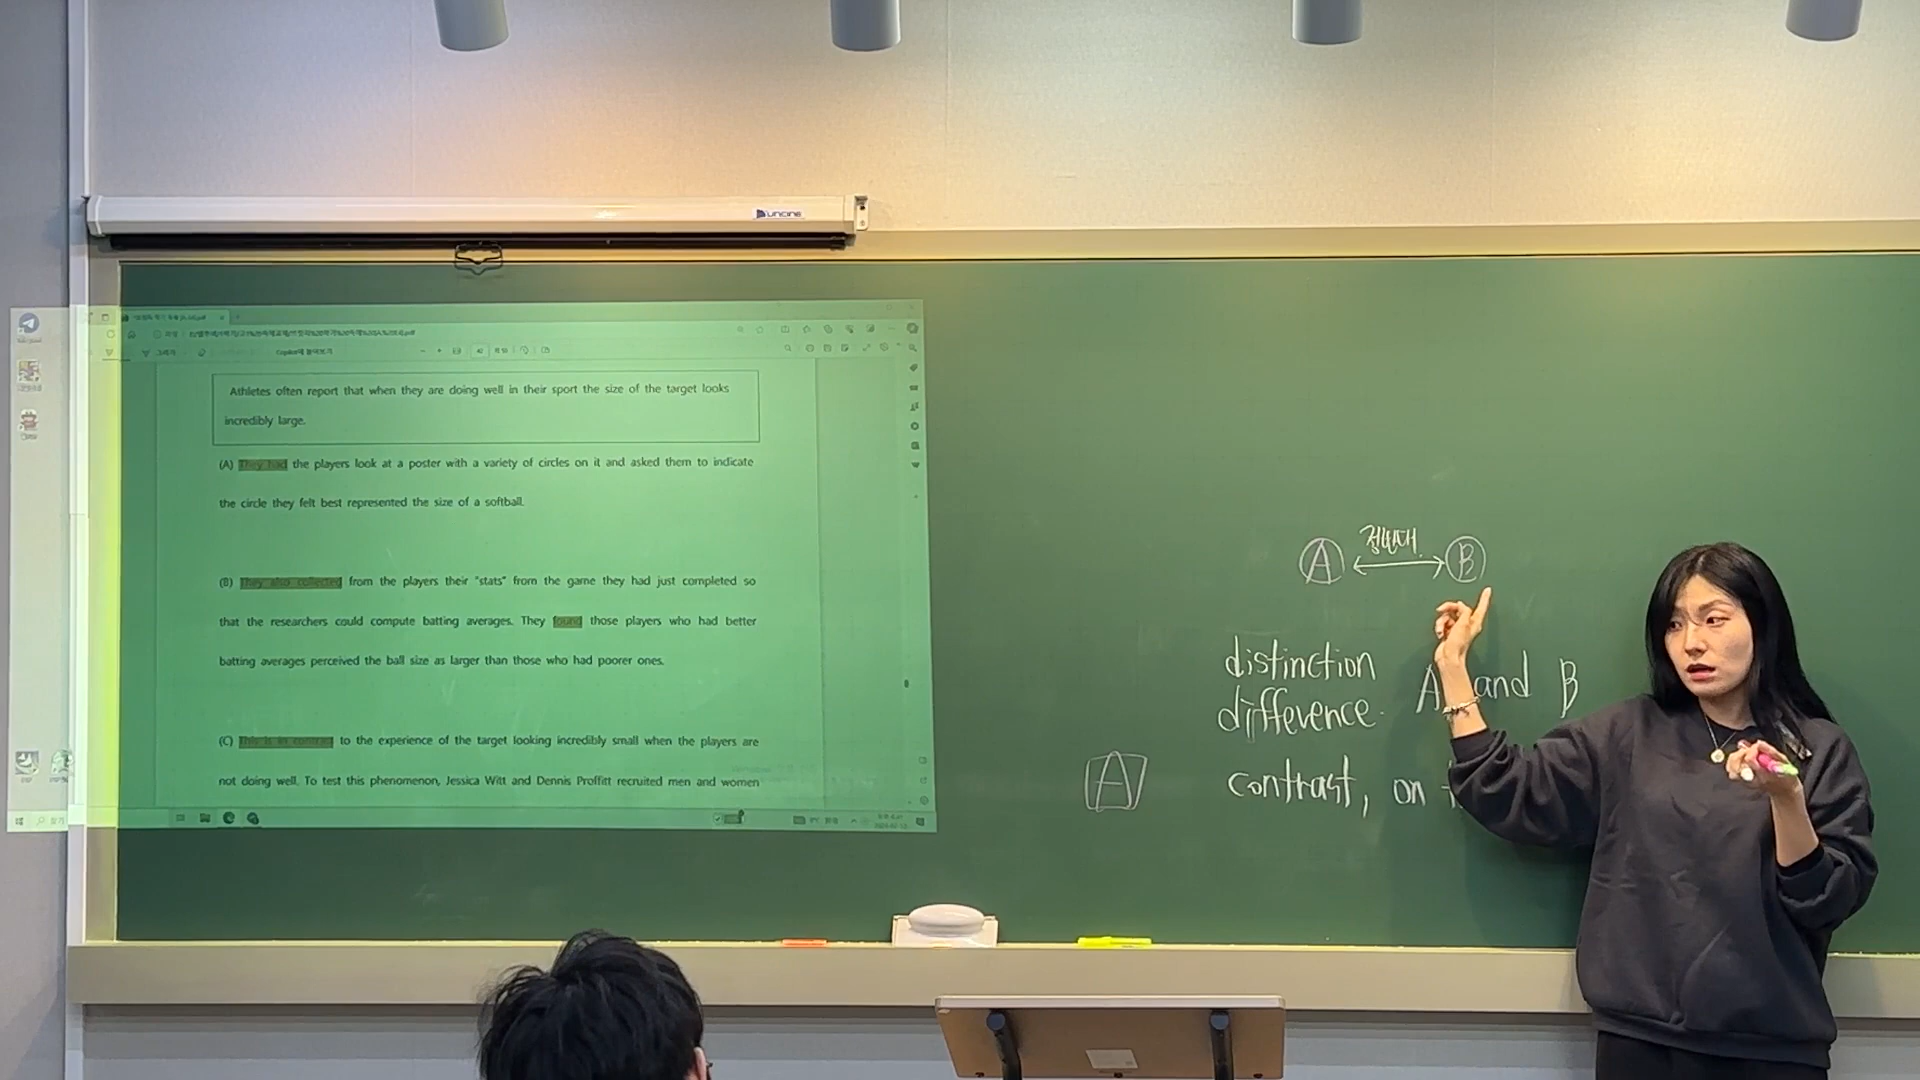 UNICINE
Athletes often report that when they are doing well in their sport the size of the target looks
incredibly large.
(A) They had the players look at a poster with a variety of circles on it and asked them to indicate
the circle they felt best represented the size of a softball.
(B) They also collected from the players their "stats" from the game they had just completed so
that the researchers could compute batting averages. They found those players who had better
batting averages perceived the ball size as larger than those who had poorer ones.
(C) This is in contrast to the experience of the target looking incredibly small when the players are
not doing well. To test this phenomenon, Jessica Witt and Dennis Proffitt recruited men and women
정반대
A B
distinction
difference. A and B
A
contrast, on